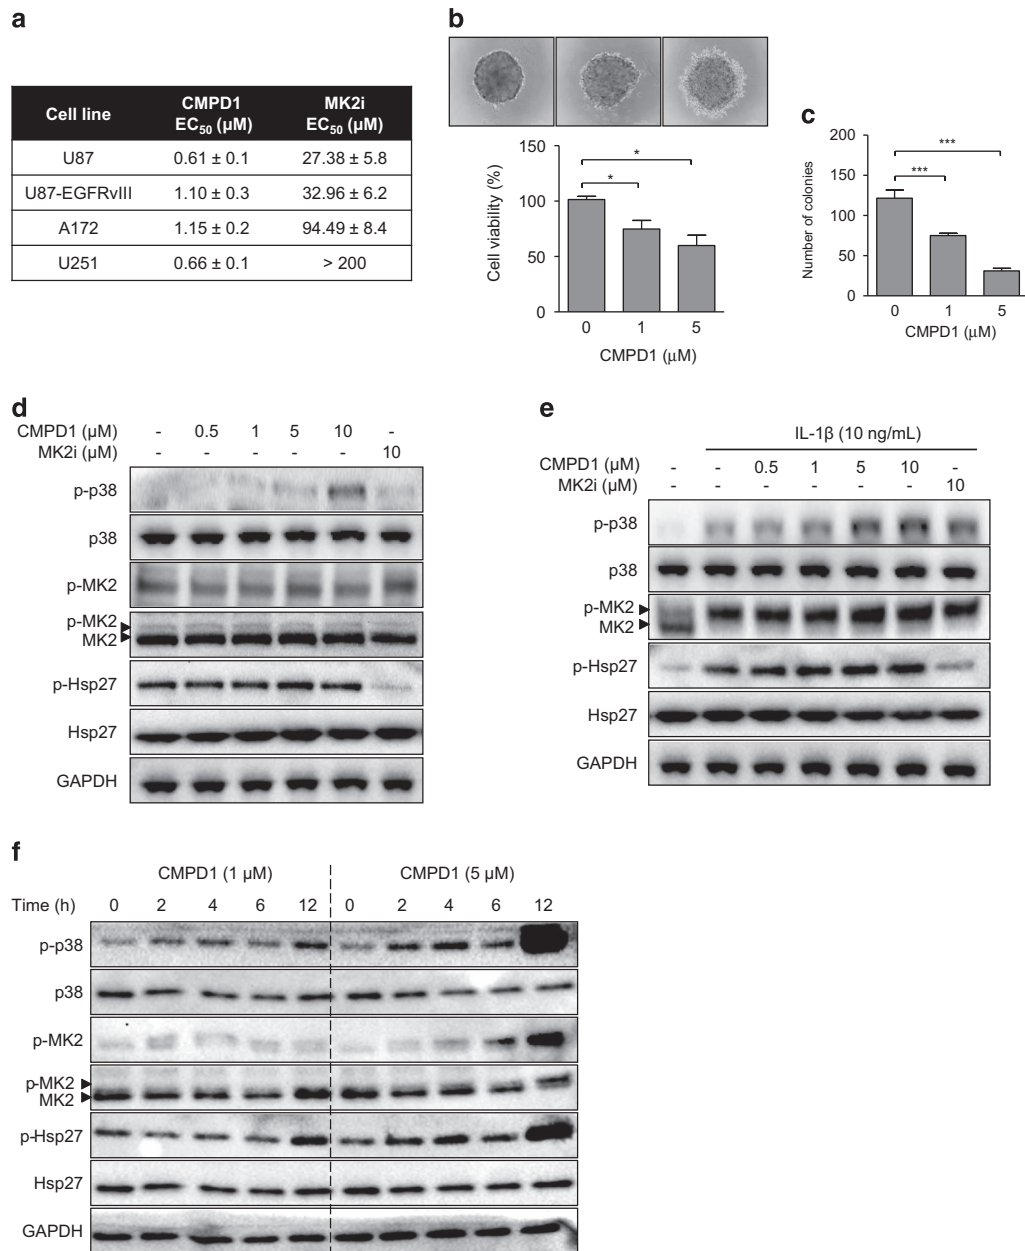 a
Cell line CMPD1 EC50 (µM) MK2i EC50 (µM)
U87 0.61 ± 0.1 27.38 ± 5.8
U87-EGFRvIII 1.10 ± 0.3 32.96 ± 6.2
A172 1.15 ± 0.2 94.49 ± 8.4
U251 0.66 ± 0.1 > 200
b
150
100
50
0
Cell viability (%)
*
*
0 1 5
CMPD1 (µM)
c
200
150
100
50
0
Number of colonies
***
***
0 1 5
CMPD1 (µM)
d
CMPD1 (µM) - 0.5 1 5 10 -
MK2i (µM) - - - - - 10
p-p38
p38
p-MK2
p-MK2
MK2
p-Hsp27
Hsp27
GAPDH
e
IL-1β (10 ng/mL)
CMPD1 (µM) - - 0.5 1 5 10 -
MK2i (µM) - - - - - - 10
p-p38
p38
p-MK2
MK2
p-Hsp27
Hsp27
GAPDH
f
CMPD1 (1 µM) CMPD1 (5 µM)
Time (h) 0 2 4 6 12 0 2 4 6 12
p-p38
p38
p-MK2
p-MK2
MK2
p-Hsp27
Hsp27
GAPDH